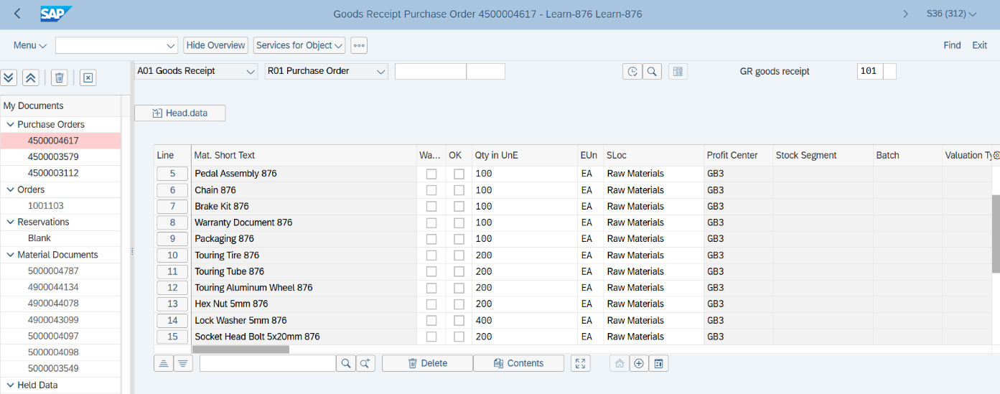 SAP Goods Receipt Purchase Order 4500004617 - Learn-876 Learn-876 S36 (312)
Menu Hide Overview Services for Object Find Exit
A01 Goods Receipt R01 Purchase Order GR goods receipt 101
My Documents
Head.data
Purchase Orders
4500004617
4500003579
4500003112
Orders
1001103
Reservations
Blank
Material Documents
5000004787
4900044134
4900044078
4900043099
5000004097
5000004098
5000003549
Held Data
Line Mat. Short Text Wa... OK Qty in UnE EUn SLoc Profit Center Stock Segment Batch Valuation Ty
5 Pedal Assembly 876 100 EA Raw Materials GB3
6 Chain 876 100 EA Raw Materials GB3
7 Brake Kit 876 100 EA Raw Materials GB3
8 Warranty Document 876 100 EA Raw Materials GB3
9 Packaging 876 100 EA Raw Materials GB3
10 Touring Tire 876 200 EA Raw Materials GB3
11 Touring Tube 876 200 EA Raw Materials GB3
12 Touring Aluminum Wheel 876 200 EA Raw Materials GB3
13 Hex Nut 5mm 876 200 EA Raw Materials GB3
14 Lock Washer 5mm 876 400 EA Raw Materials GB3
15 Socket Head Bolt 5x20mm 876 200 EA Raw Materials GB3
Delete Contents